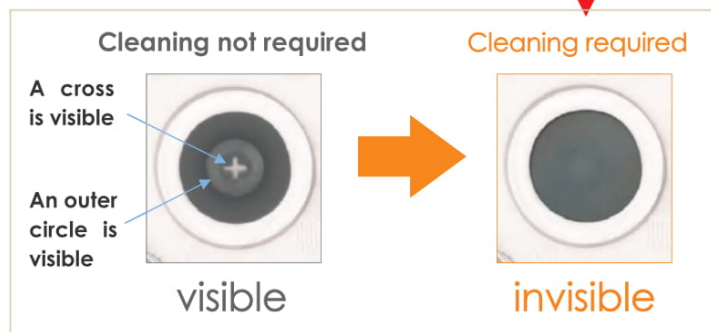 Cleaning not required
Cleaning required
A cross
is visible
An outer
circle is
visible
visible
invisible